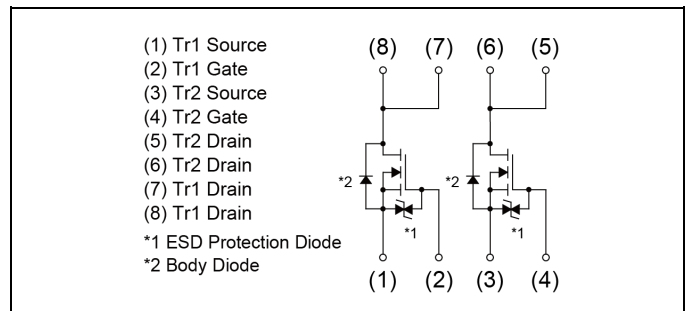 (1) Tr1 Source
(2) Tr1 Gate
(3) Tr2 Source
(4) Tr2 Gate
(5) Tr2 Drain
(6) Tr2 Drain
(7) Tr1 Drain
(8) Tr1 Drain
*1 ESD Protection Diode
*2 Body Diode
(8) (7) (6) (5)
*2 *2
*1 *1
(1) (2) (3) (4)